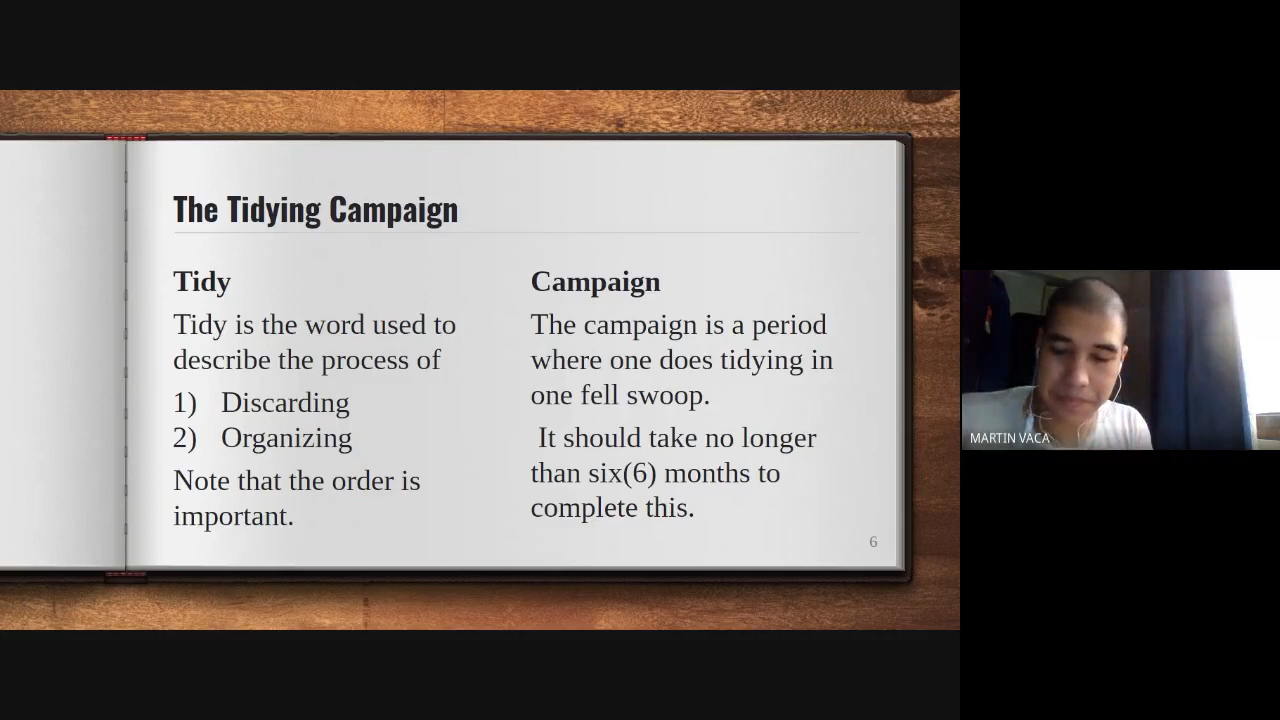 The Tidying Campaign
Tidy
Tidy is the word used to
describe the process of
1) Discarding
2) Organizing
Note that the order is
important.
Campaign
The campaign is a period
where one does tidying in
one fell swoop.
It should take no longer
than six(6) months to
complete this.
6
MARTIN VACA